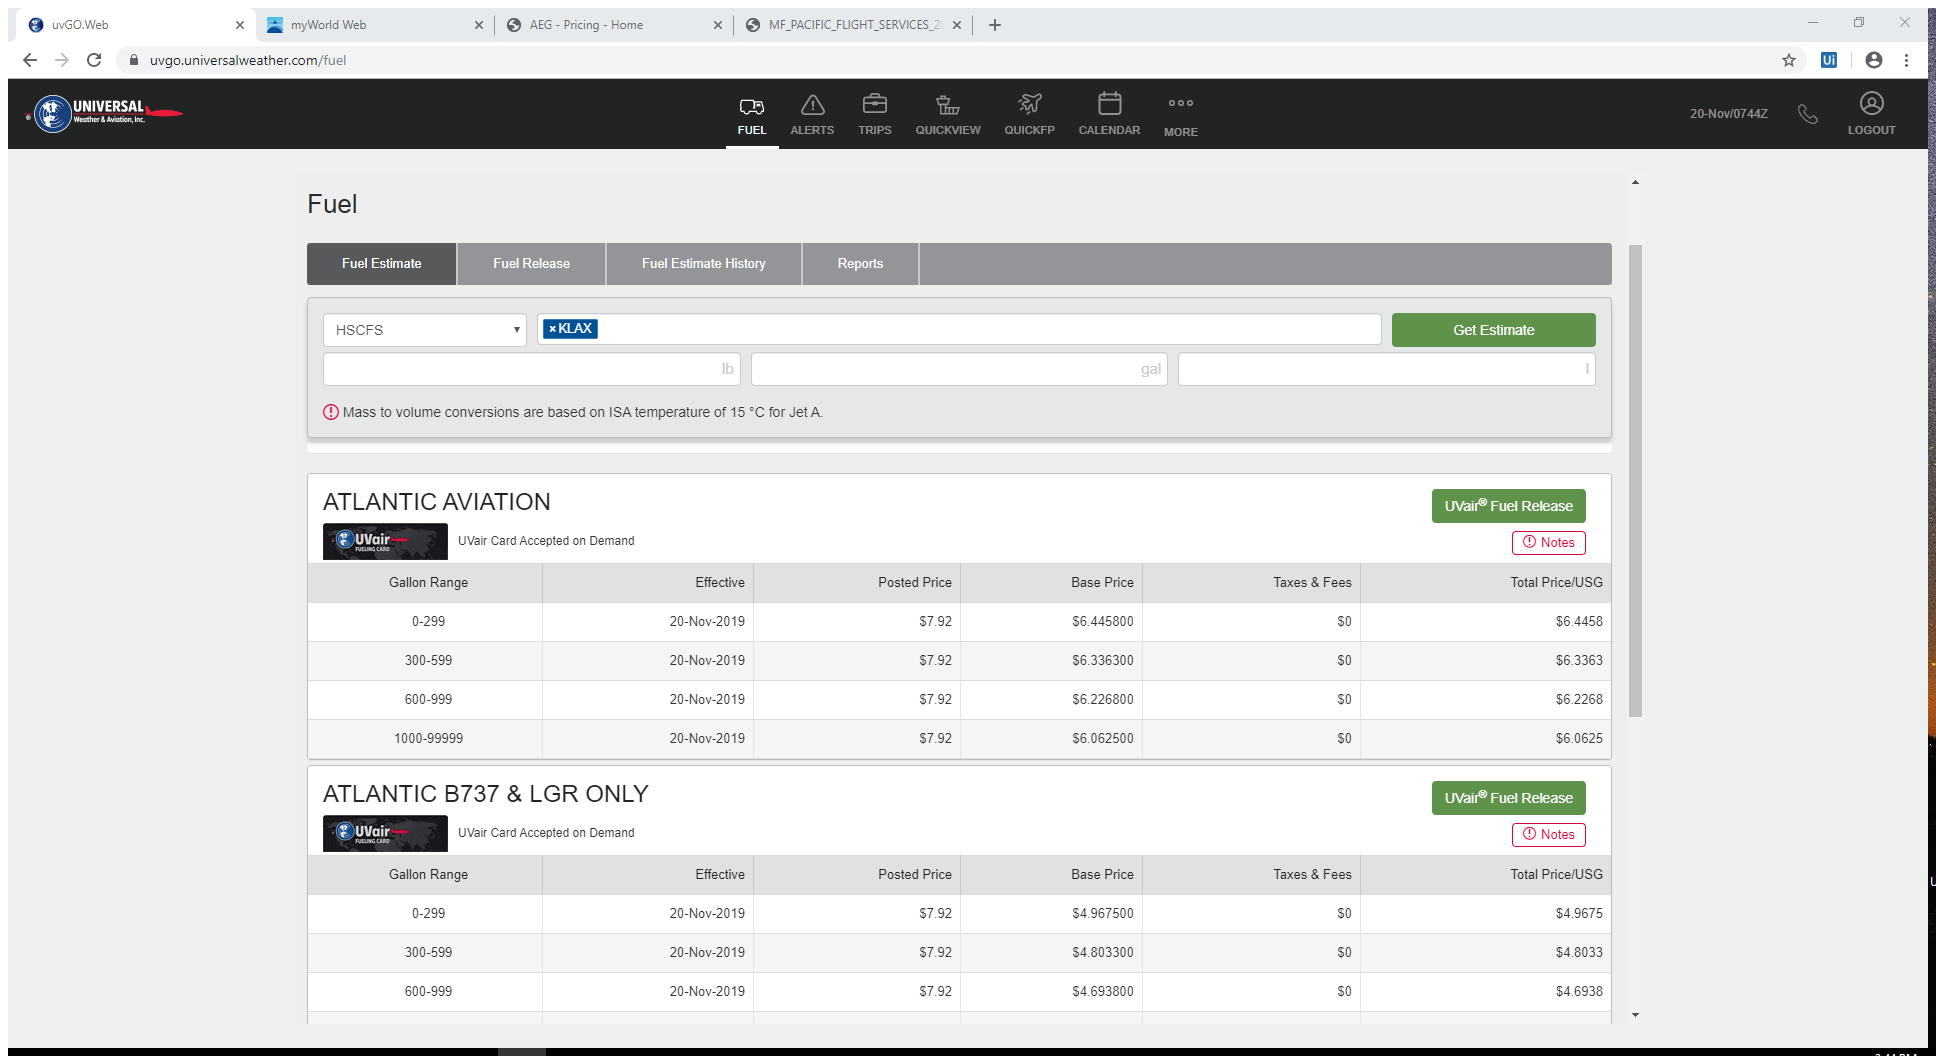 uvGO.Web
myWorld Web
AEG - Pricing - Home
MF_PACIFIC_FLIGHT_SERVICES_2
uvgo.universalweather.com/fuel
Ui
UNIVERSAL
Weather & Aviation, Inc.
FUEL
ALERTS
TRIPS
QUICKVIEW
QUICKFP
CALENDAR
MORE
20-Nov/0744Z
LOGOUT
Fuel
Fuel Estimate
Fuel Release
Fuel Estimate History
Reports
HSCFS
× KLAX
Get Estimate
lb
gal
l
Mass to volume conversions are based on ISA temperature of 15 °C for Jet A.
ATLANTIC AVIATION
UVair® Fuel Release
UVair
FUELING CARD
UVair Card Accepted on Demand
Notes
Gallon Range Effective Posted Price Base Price Taxes & Fees Total Price/USG
0-299 20-Nov-2019 $7.92 $6.445800 $0 $6.4458
300-599 20-Nov-2019 $7.92 $6.336300 $0 $6.3363
600-999 20-Nov-2019 $7.92 $6.226800 $0 $6.2268
1000-99999 20-Nov-2019 $7.92 $6.062500 $0 $6.0625
ATLANTIC B737 & LGR ONLY
UVair® Fuel Release
UVair
FUELING CARD
UVair Card Accepted on Demand
Notes
Gallon Range Effective Posted Price Base Price Taxes & Fees Total Price/USG
0-299 20-Nov-2019 $7.92 $4.967500 $0 $4.9675
300-599 20-Nov-2019 $7.92 $4.803300 $0 $4.8033
600-999 20-Nov-2019 $7.92 $4.693800 $0 $4.6938